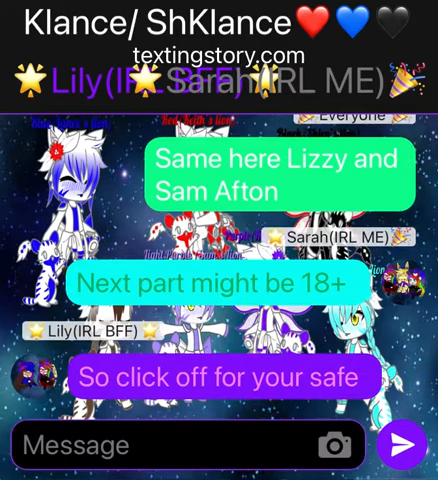 Klance/ ShKlance❤️💙🖤
textingstory.com
🌟Lily(IRL BFF)🌟
🌟Sarah(IRL ME)🎉
Everyone
Same here Lizzy and
Sam Afton
🌟Sarah(IRL ME)🎉
Next part might be 18+
🌟Lily(IRL BFF) 🌟
So click off for your safe
Message